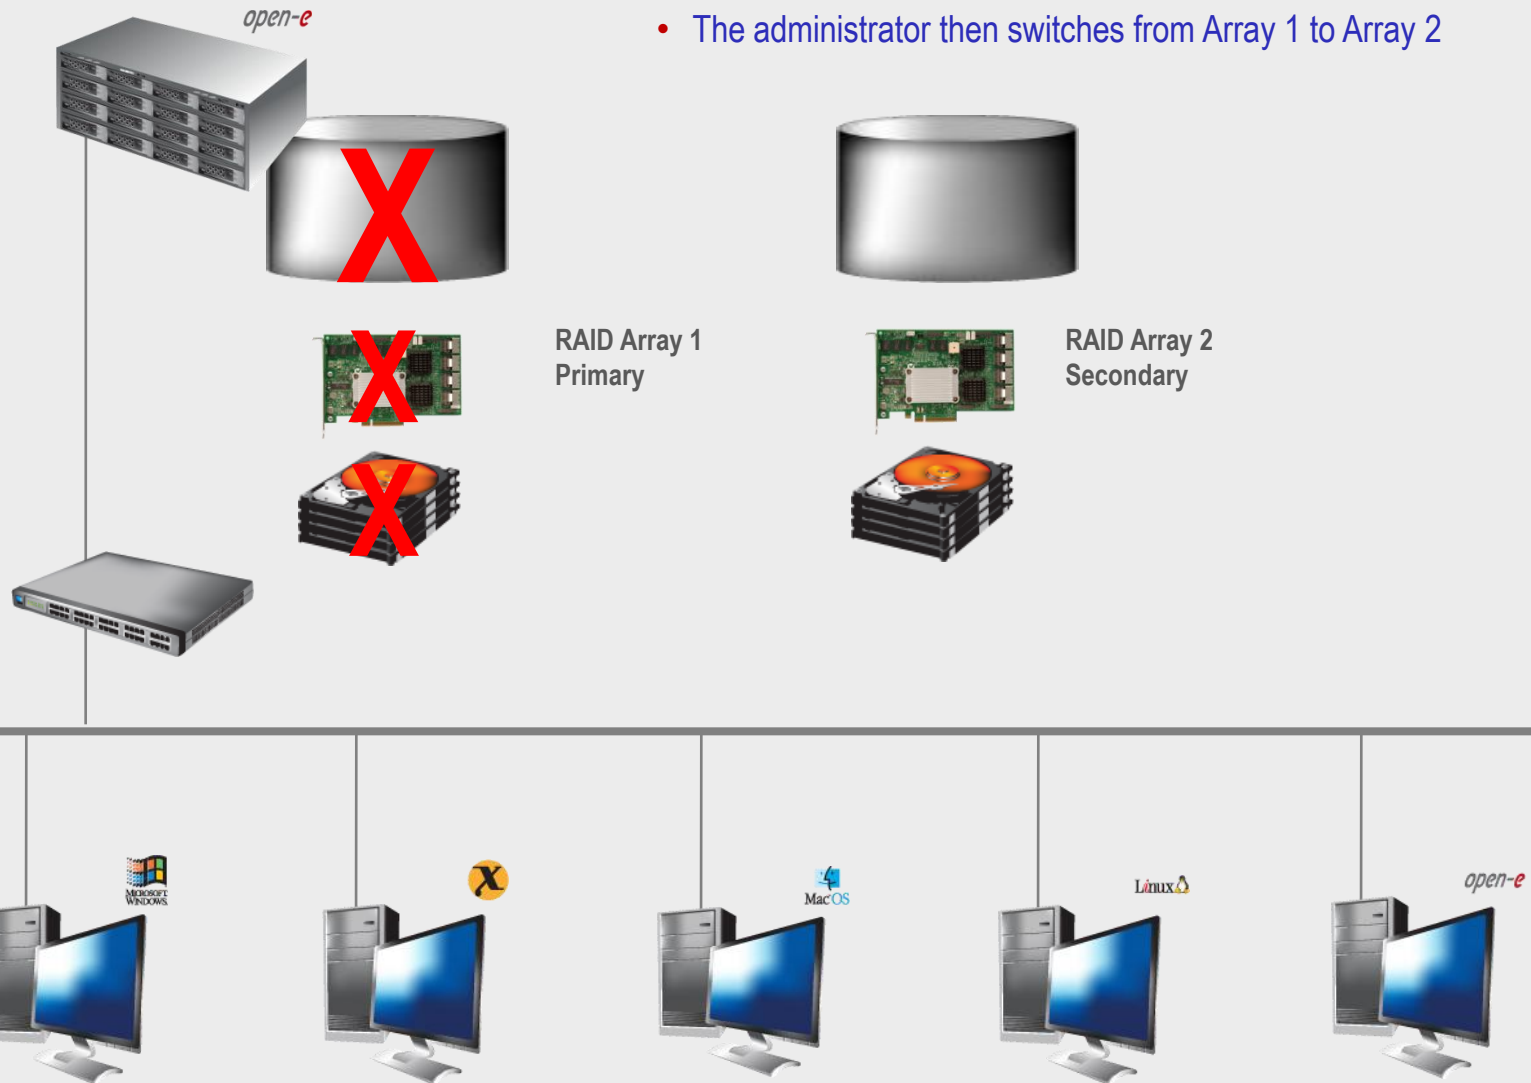 open-e
• The administrator then switches from Array 1 to Array 2
X
X
RAID Array 1
Primary
RAID Array 2
Secondary
X
MICROSOFT
WINDOWS
X
Mac OS
Linux
open-e